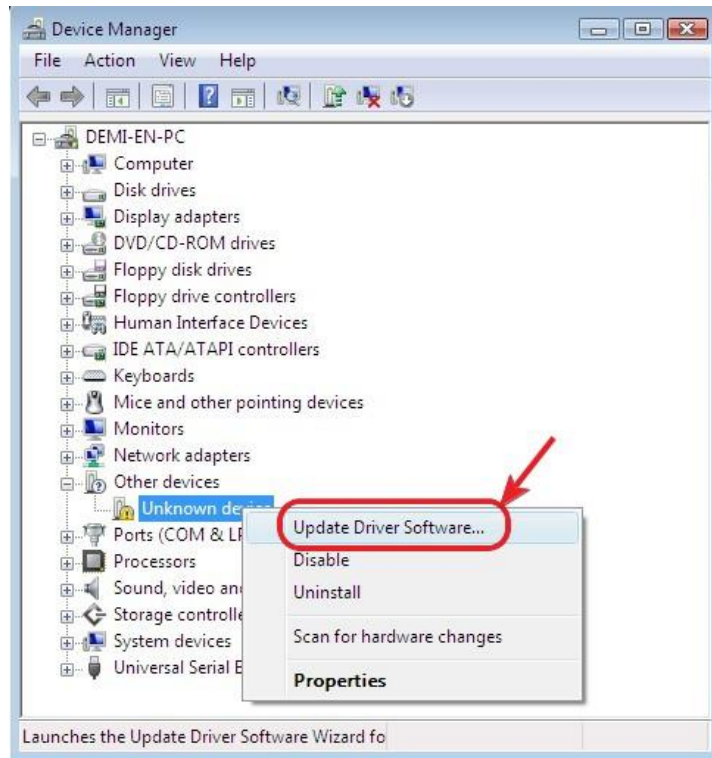 Device Manager
File Action View Help
DEMI-EN-PC
Computer
Disk drives
Display adapters
DVD/CD-ROM drives
Floppy disk drives
Floppy drive controllers
Human Interface Devices
IDE ATA/ATAPI controllers
Keyboards
Mice and other pointing devices
Monitors
Network adapters
Other devices
Unknown device
Update Driver Software...
Ports (COM & LP
Disable
Processors
Uninstall
Sound, video an
Storage controlle
Scan for hardware changes
System devices
Universal Serial B
Properties
Launches the Update Driver Software Wizard fo